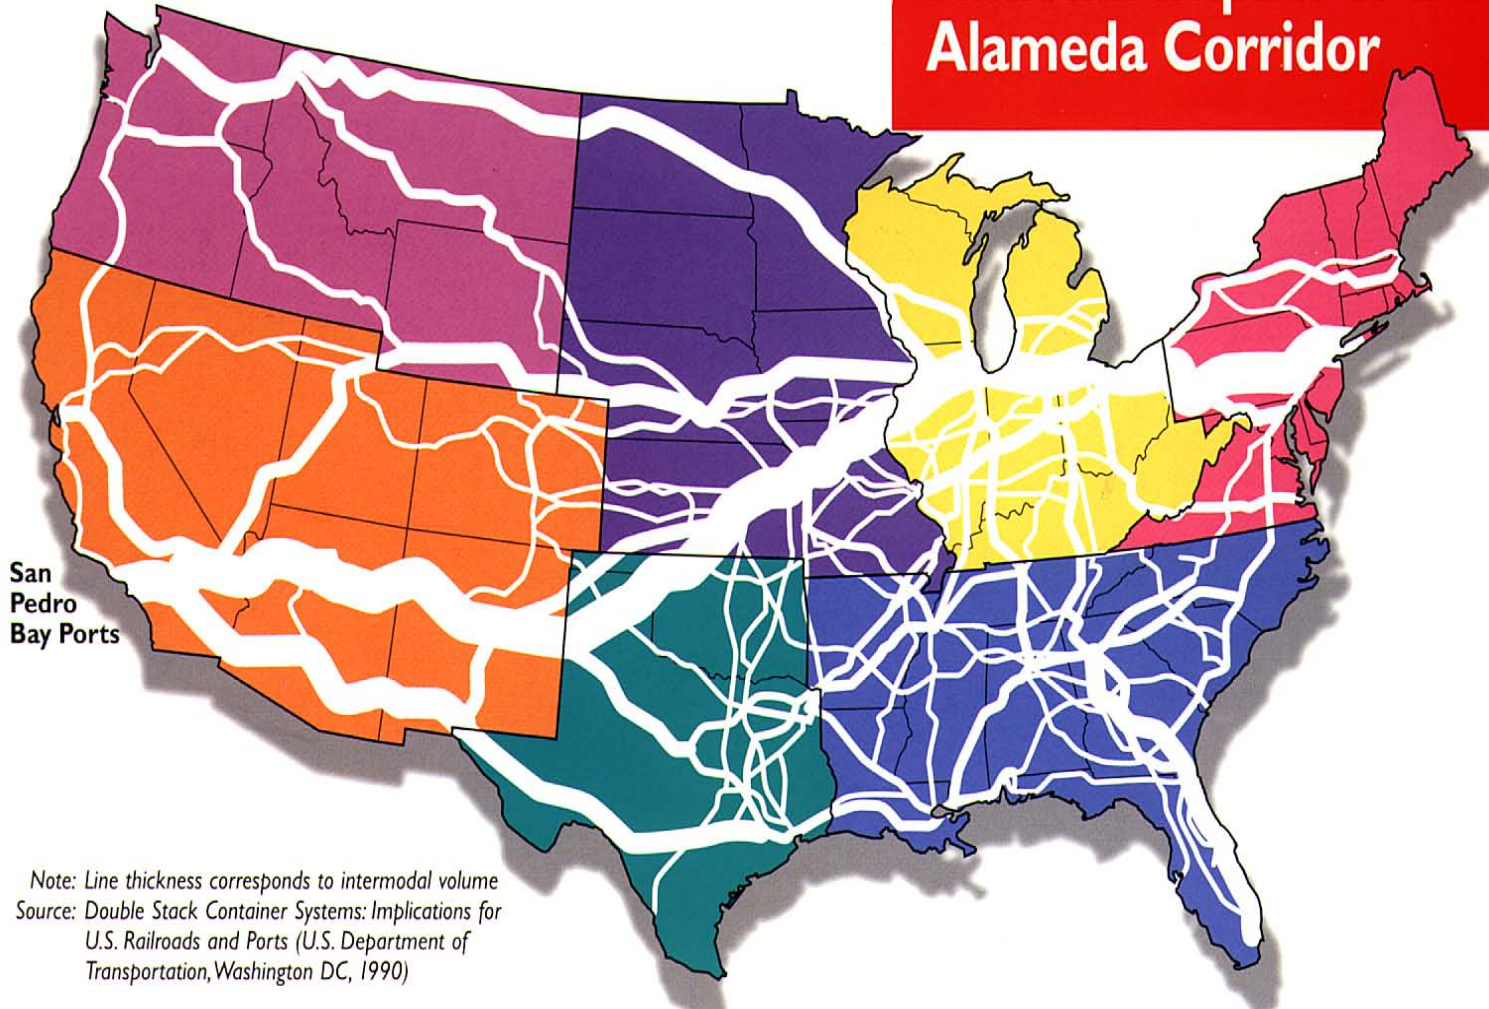 Alameda Corridor
San
Pedro
Bay Ports
Note: Line thickness corresponds to intermodal volume
Source: Double Stack Container Systems: Implications for
U.S. Railroads and Ports (U.S. Department of
Transportation, Washington DC, 1990)